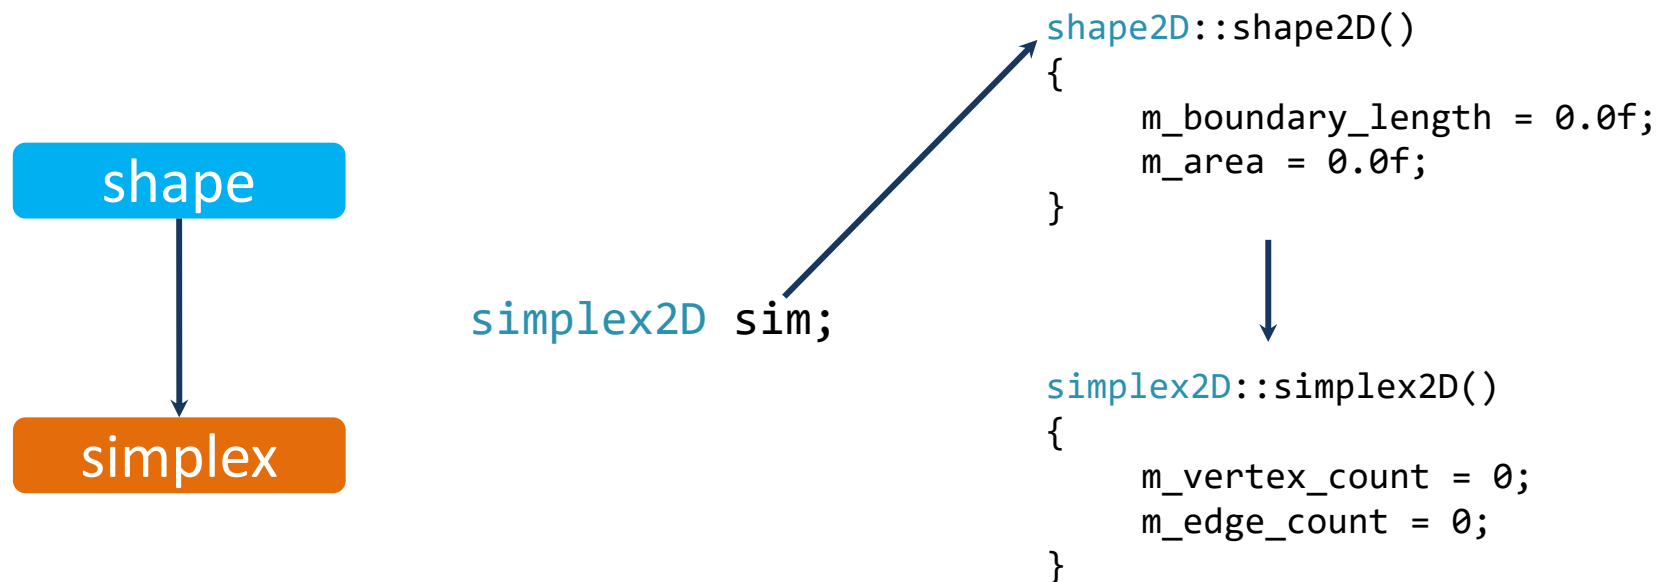 shape
simplex
simplex2D sim;
shape2D::shape2D()
{
m_boundary_length = 0.0f;
m_area = 0.0f;
}
simplex2D::simplex2D()
{
m_vertex_count = 0;
m_edge_count = 0;
}